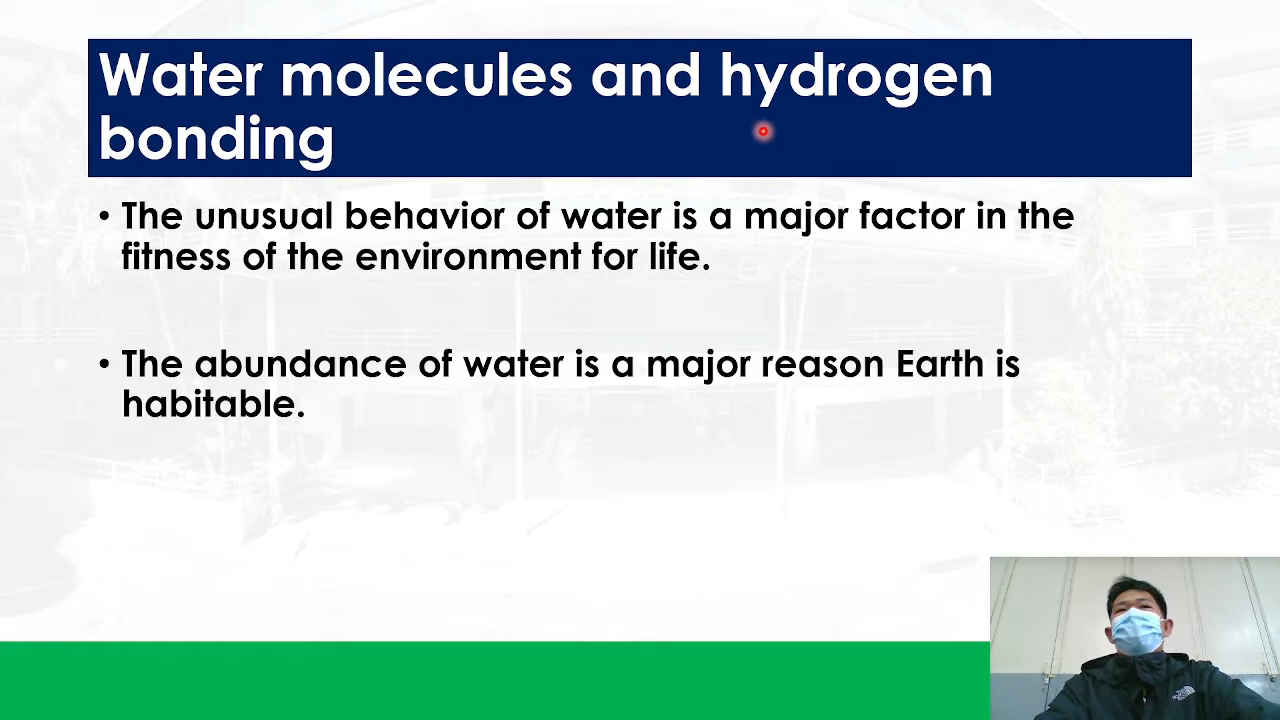 Water molecules and hydrogen
bonding
• The unusual behavior of water is a major factor in the
fitness of the environment for life.
• The abundance of water is a major reason Earth is
habitable.